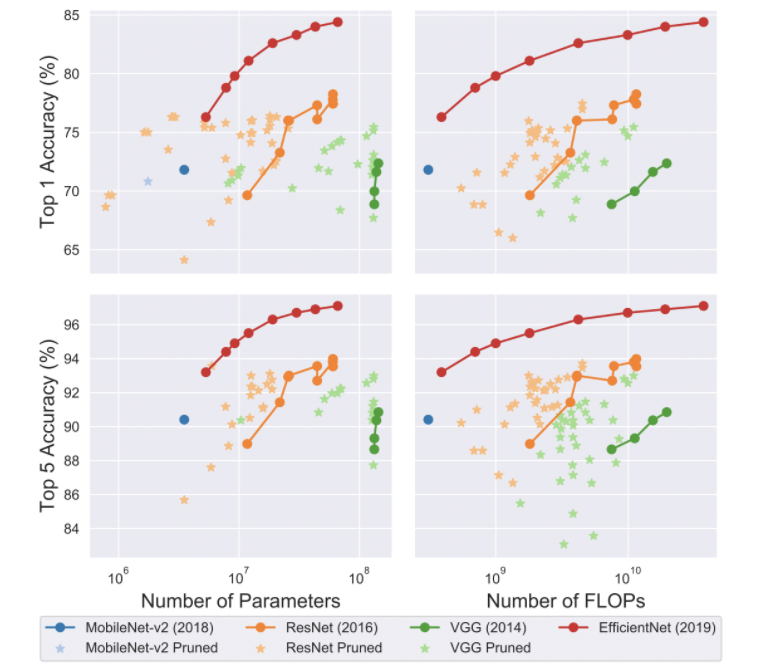 85
80
75
70
65
Top 1 Accuracy (%)
96
94
92
90
88
86
84
Top 5 Accuracy (%)
10^6 10^7 10^8
10^9 10^10
Number of Parameters
Number of FLOPs
MobileNet-v2 (2018) ResNet (2016) VGG (2014) EfficientNet (2019)
MobileNet-v2 Pruned ResNet Pruned VGG Pruned